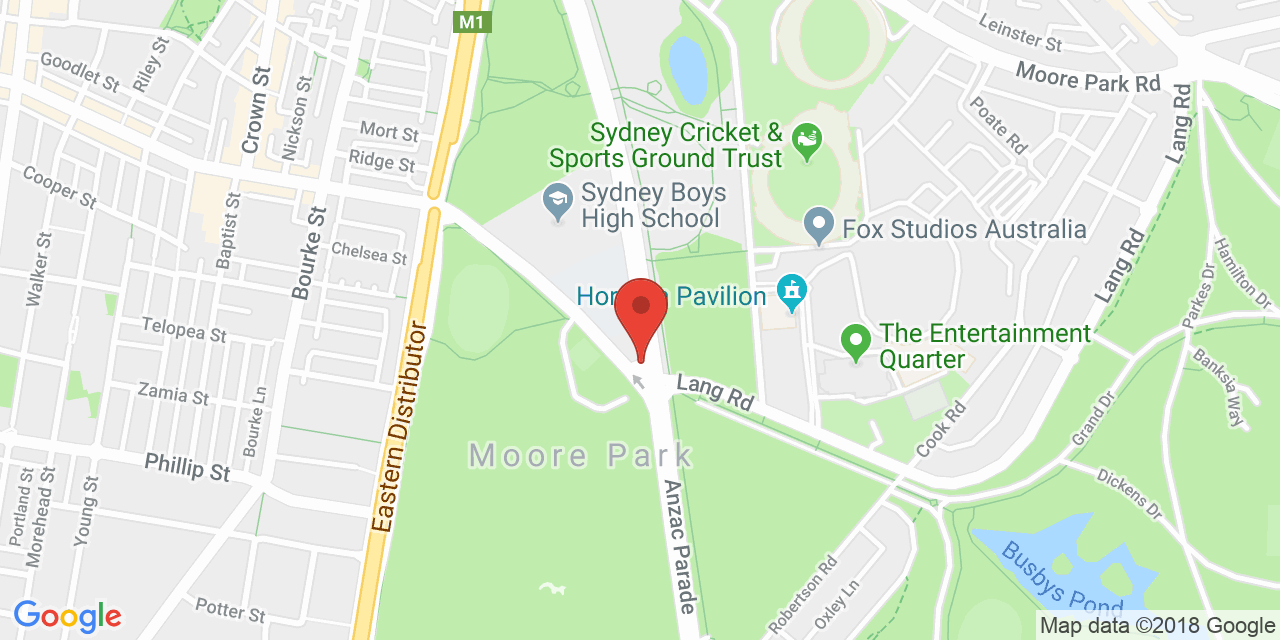 M1
Leinster St
Goodlet St
Riley St
Crown St
Nickson St
Moore Park Rd
Lang Rd
Poate Rd
Mort St
Ridge St
Sydney Cricket &
Sports Ground Trust
Cooper St
Sydney Boys
High School
Baptist St
Bourke St
Fox Studios Australia
Walker St
Chelsea St
Lang Rd
Hamilton Dr
Parkes Dr
Pavilion
Telopea St
Eastern Distributor
The Entertainment
Quarter
Banksia Way
Zamia St
Lang Rd
Bourke Ln
Cook Rd
Grand Dr
Phillip St
Moore Park
Portland St
Morehead St
Young St
Anzac Parade
Dickens Dr
Busbys Pond
Robertson Rd
Oxley Ln
Potter St
Google
Map data ©2018 Google